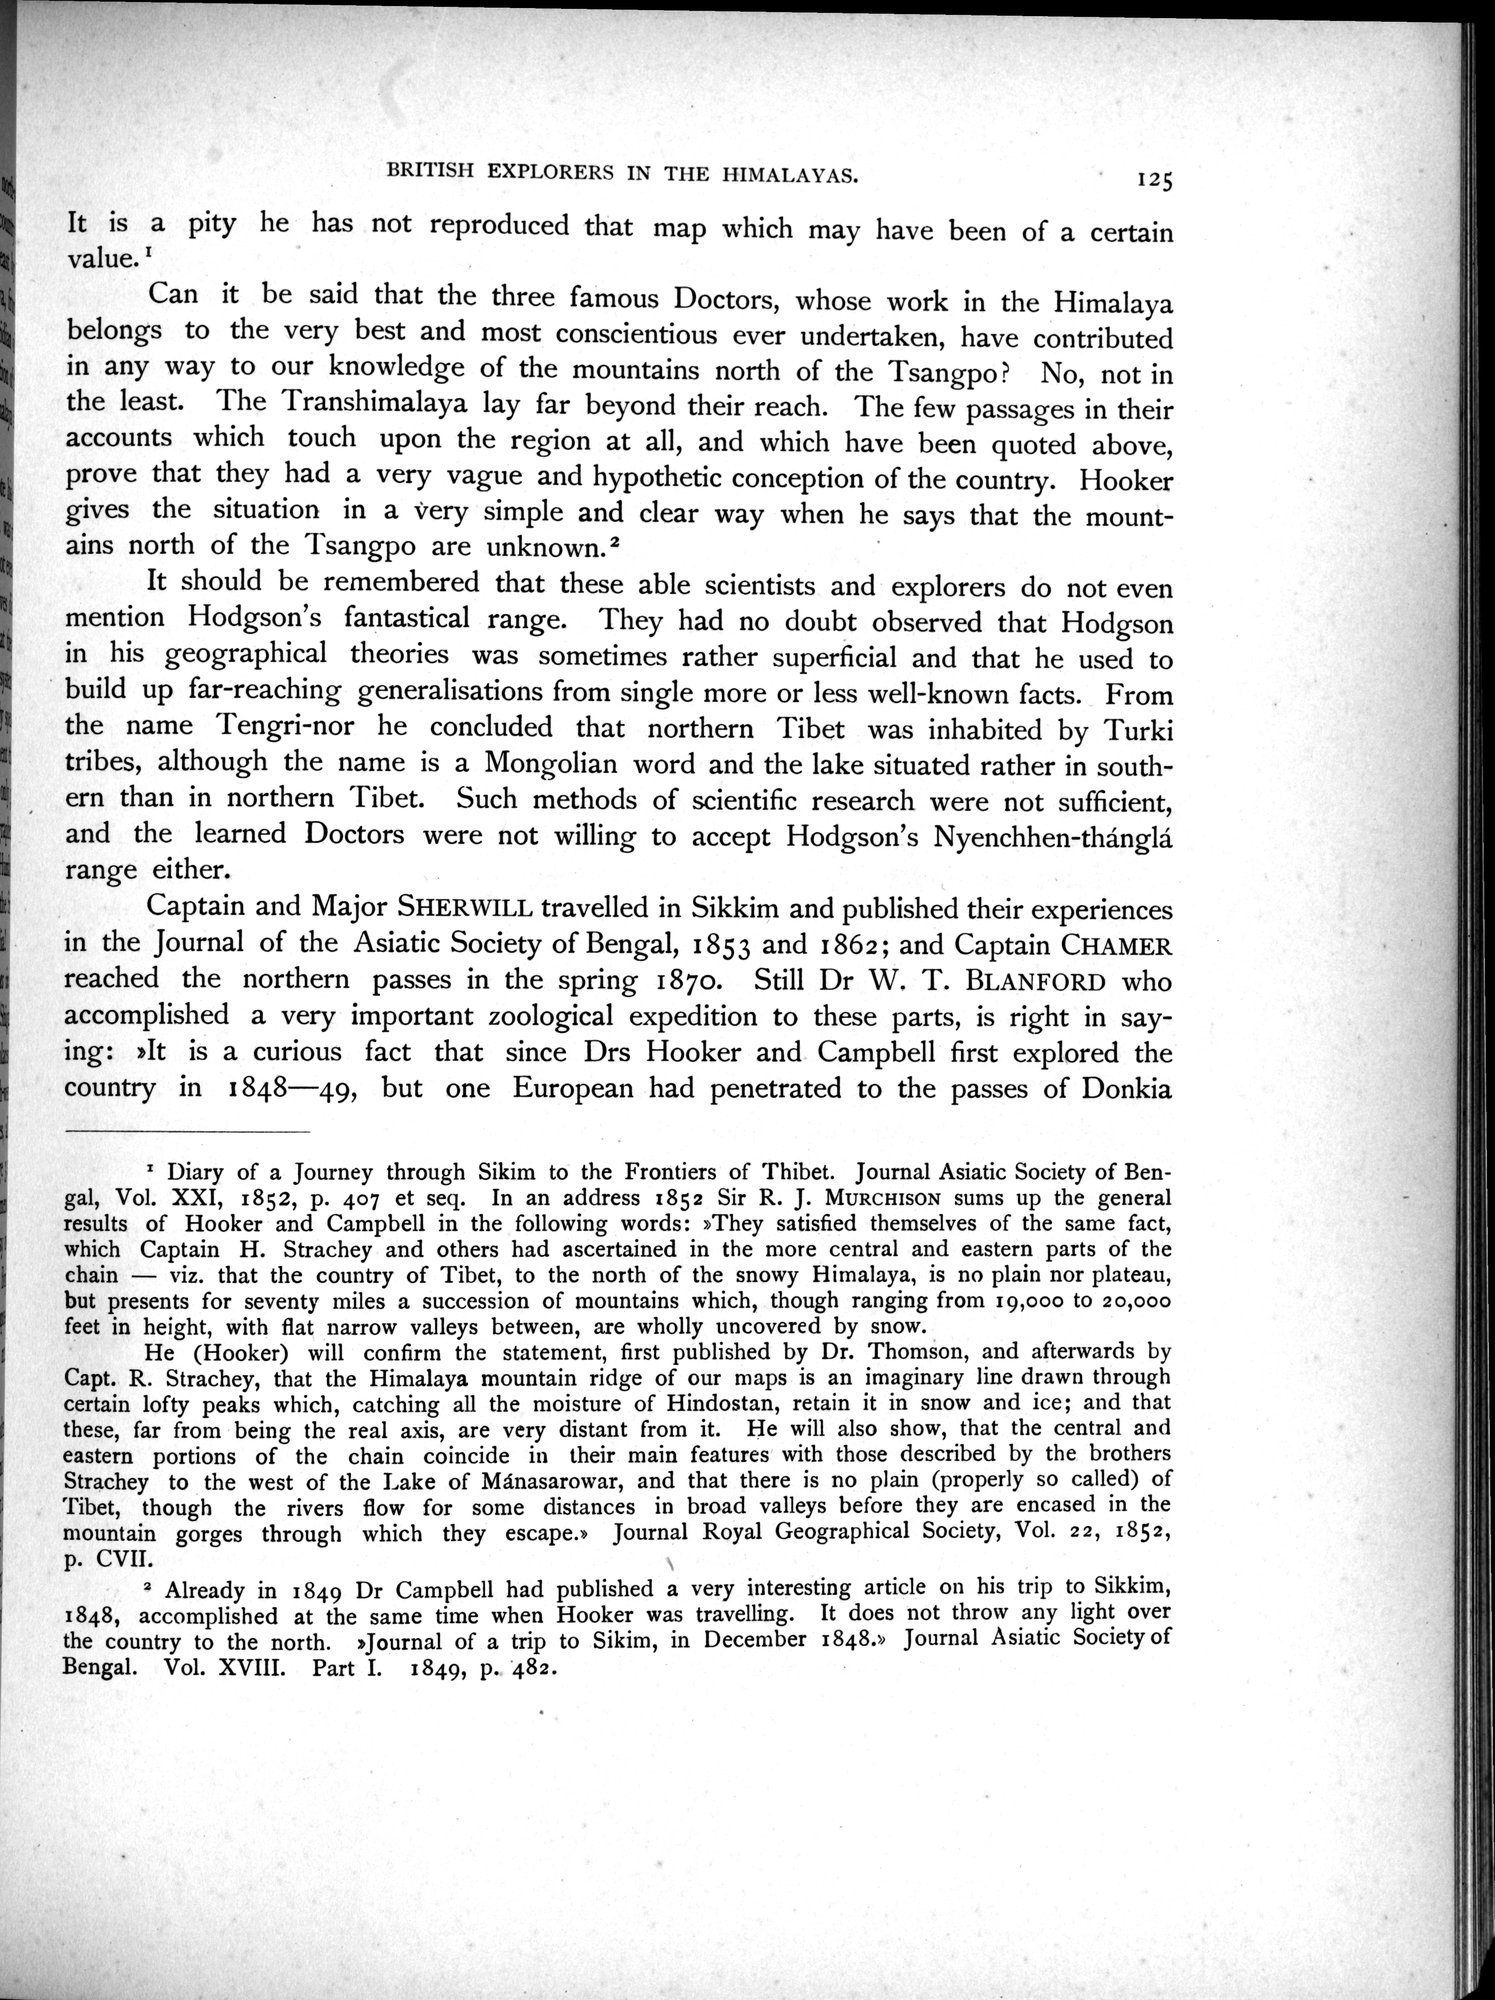 BRITISH EXPLORERS IN THE HIMALAYAS. 125
It is a pity he has not reproduced that map which may have been of a certain
value.¹
Can it be said that the three famous Doctors, whose work in the Himalaya
belongs to the very best and most conscientious ever undertaken, have contributed
in any way to our knowledge of the mountains north of the Tsangpo? No, not in
the least. The Transhimalaya lay far beyond their reach. The few passages in their
accounts which touch upon the region at all, and which have been quoted above,
prove that they had a very vague and hypothetic conception of the country. Hooker
gives the situation in a very simple and clear way when he says that the mount-
ains north of the Tsangpo are unknown.²
It should be remembered that these able scientists and explorers do not even
mention Hodgson's fantastical range. They had no doubt observed that Hodgson
in his geographical theories was sometimes rather superficial and that he used to
build up far-reaching generalisations from single more or less well-known facts. From
the name Tengri-nor he concluded that northern Tibet was inhabited by Turki
tribes, although the name is a Mongolian word and the lake situated rather in south-
ern than in northern Tibet. Such methods of scientific research were not sufficient,
and the learned Doctors were not willing to accept Hodgson's Nyenchhen-thánglá
range either.
Captain and Major SHERWILL travelled in Sikkim and published their experiences
in the Journal of the Asiatic Society of Bengal, 1853 and 1862; and Captain CHAMER
reached the northern passes in the spring 1870. Still Dr W. T. BLANFORD who
accomplished a very important zoological expedition to these parts, is right in say-
ing: »It is a curious fact that since Drs Hooker and Campbell first explored the
country in 1848—49, but one European had penetrated to the passes of Donkia
¹ Diary of a Journey through Sikim to the Frontiers of Thibet. Journal Asiatic Society of Ben-
gal, Vol. XXI, 1852, p. 407 et seq. In an address 1852 Sir R. J. MURCHISON sums up the general
results of Hooker and Campbell in the following words: »They satisfied themselves of the same fact,
which Captain H. Strachey and others had ascertained in the more central and eastern parts of the
chain — viz. that the country of Tibet, to the north of the snowy Himalaya, is no plain nor plateau,
but presents for seventy miles a succession of mountains which, though ranging from 19,000 to 20,000
feet in height, with flat narrow valleys between, are wholly uncovered by snow.
He (Hooker) will confirm the statement, first published by Dr. Thomson, and afterwards by
Capt. R. Strachey, that the Himalaya mountain ridge of our maps is an imaginary line drawn through
certain lofty peaks which, catching all the moisture of Hindostan, retain it in snow and ice; and that
these, far from being the real axis, are very distant from it. He will also show, that the central and
eastern portions of the chain coincide in their main features with those described by the brothers
Strachey to the west of the Lake of Mánasarowar, and that there is no plain (properly so called) of
Tibet, though the rivers flow for some distances in broad valleys before they are encased in the
mountain gorges through which they escape.» Journal Royal Geographical Society, Vol. 22, 1852,
p. CVII.
² Already in 1849 Dr Campbell had published a very interesting article on his trip to Sikkim,
1848, accomplished at the same time when Hooker was travelling. It does not throw any light over
the country to the north. »Journal of a trip to Sikim, in December 1848.» Journal Asiatic Society of
Bengal. Vol. XVIII. Part I. 1849, p. 482.